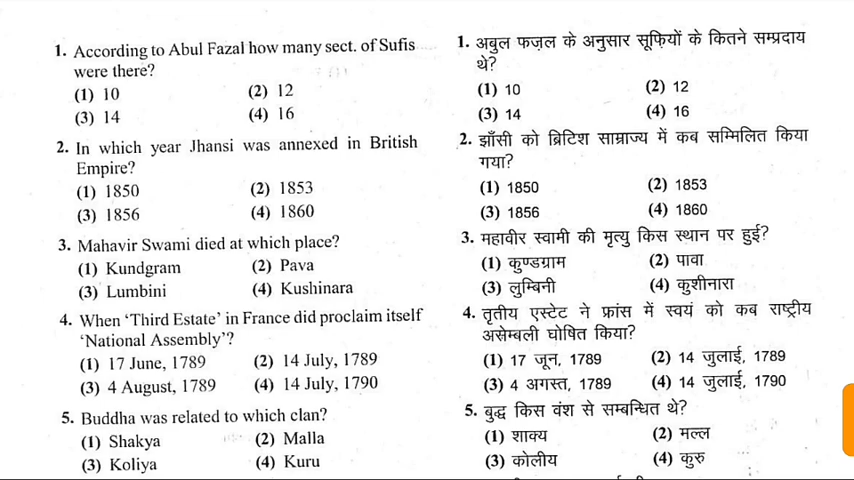 1. According to Abul Fazal how many sect. of Sufis
were there?
(1) 10 (2) 12
(3) 14 (4) 16
2. In which year Jhansi was annexed in British
Empire?
(1) 1850 (2) 1853
(3) 1856 (4) 1860
3. Mahavir Swami died at which place?
(1) Kundgram (2) Pava
(3) Lumbini (4) Kushinara
4. When ‘Third Estate’ in France did proclaim itself
‘National Assembly’?
(1) 17 June, 1789 (2) 14 July, 1789
(3) 4 August, 1789 (4) 14 July, 1790
5. Buddha was related to which clan?
(1) Shakya (2) Malla
(3) Koliya (4) Kuru
1. अबुल फज़ल के अनुसार सूफ़ियों के कितने सम्प्रदाय
थे?
(1) 10 (2) 12
(3) 14 (4) 16
2. झाँसी को ब्रिटिश साम्राज्य में कब सम्मिलित किया
गया?
(1) 1850 (2) 1853
(3) 1856 (4) 1860
3. महावीर स्वामी की मृत्यु किस स्थान पर हुई?
(1) कुण्डग्राम (2) पावा
(3) लुम्बिनी (4) कुशीनारा
4. तृतीय एस्टेट ने फ्रांस में स्वयं को कब राष्ट्रीय
असेम्बली घोषित किया?
(1) 17 जून, 1789 (2) 14 जुलाई, 1789
(3) 4 अगस्त, 1789 (4) 14 जुलाई, 1790
5. बुद्ध किस वंश से सम्बन्धित थे?
(1) शाक्य (2) मल्ल
(3) कोलीय (4) कुरु